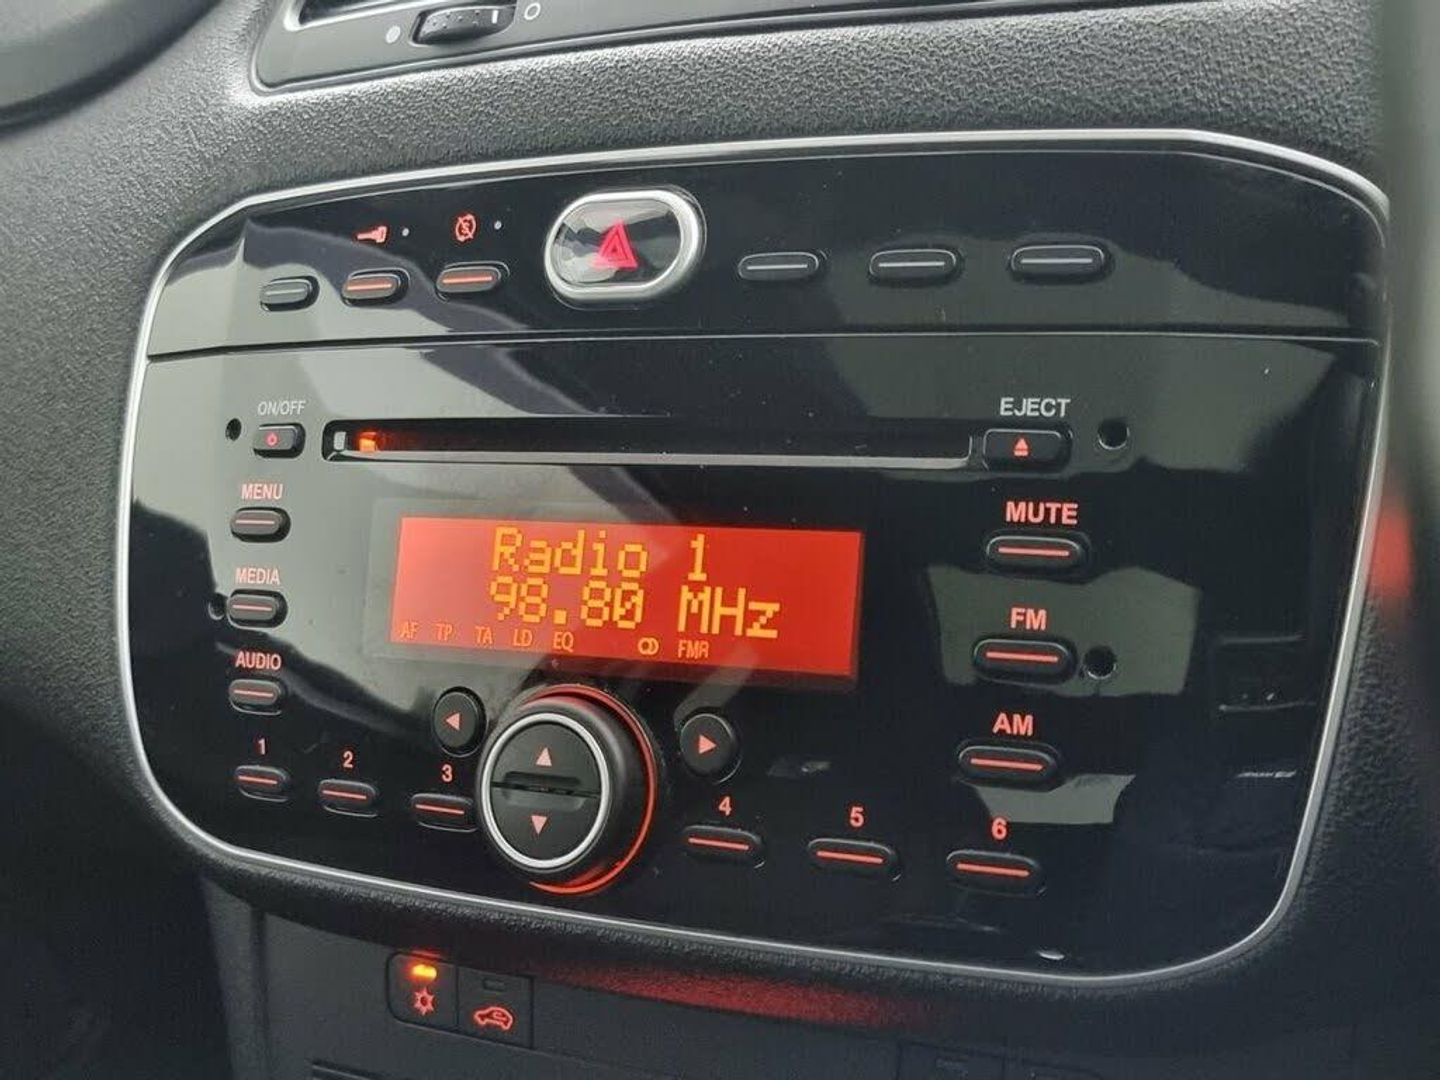 ON/OFF
EJECT
MENU
MUTE
Radio 1
98.80 MHz
MEDIA
FM
AF TP TA LD EQ FMR
AUDIO
AM
1 2 3 4 5 6